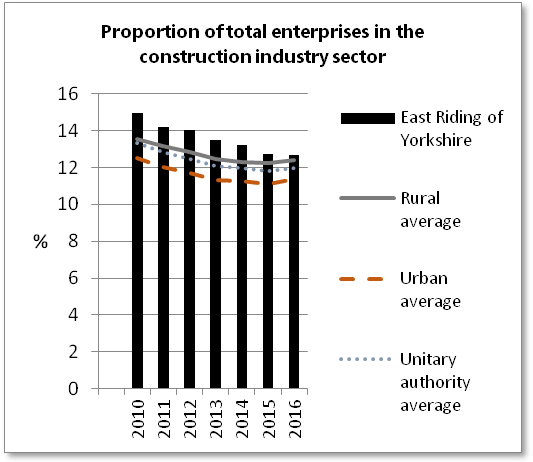 Proportion of total enterprises in the
construction industry sector
16
14
12
10
8
6
4
2
0
%
2010
2011
2012
2013
2014
2015
2016
East Riding of
Yorkshire
Rural
average
Urban
average
Unitary
authority
average